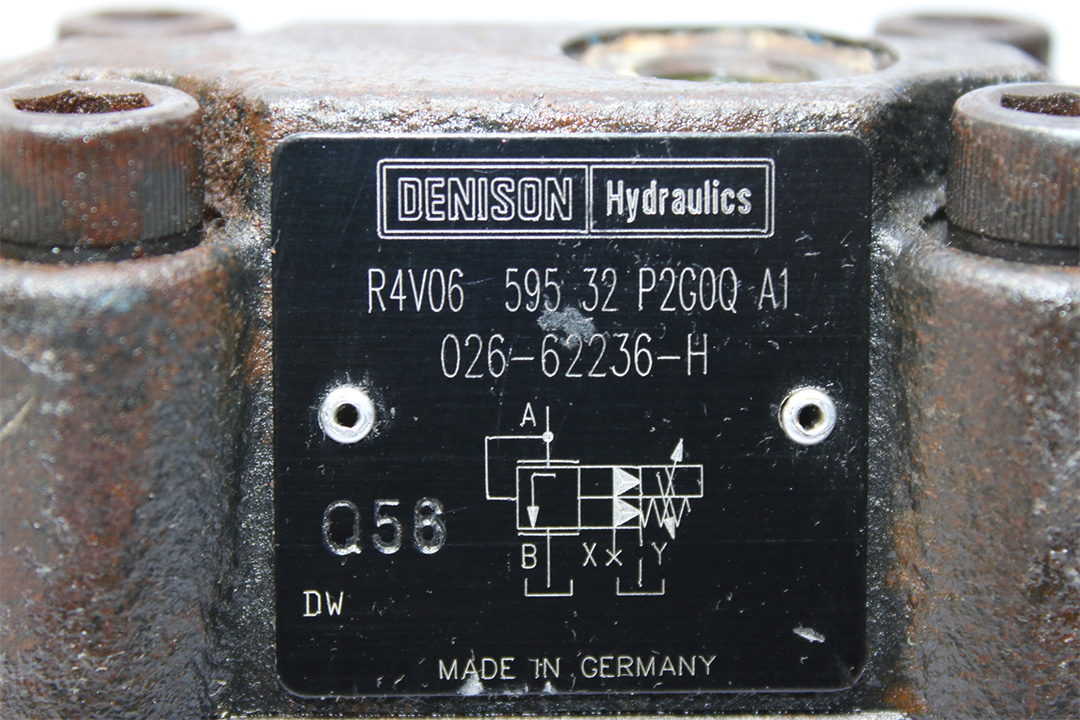 DENISON Hydraulics
R4V06 595 32 P2G0Q A1
026-62236-H
A
Q58
B X Y
DW
MADE IN GERMANY